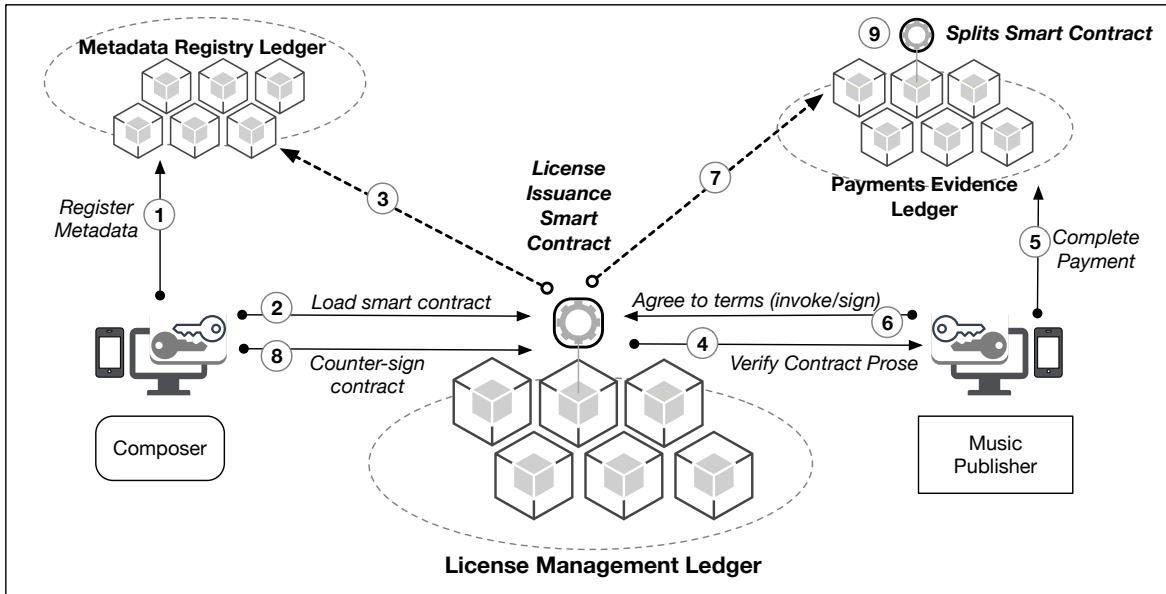 Metadata Registry Ledger
9
Splits Smart Contract
License
Issuance
Smart
Contract
3
7
Payments Evidence
Ledger
1
Register
Metadata
5
Complete
Payment
2
Load smart contract
Agree to terms (invoke/sign)
6
8
Counter-sign
contract
4
Verify Contract Prose
Composer
Music
Publisher
License Management Ledger